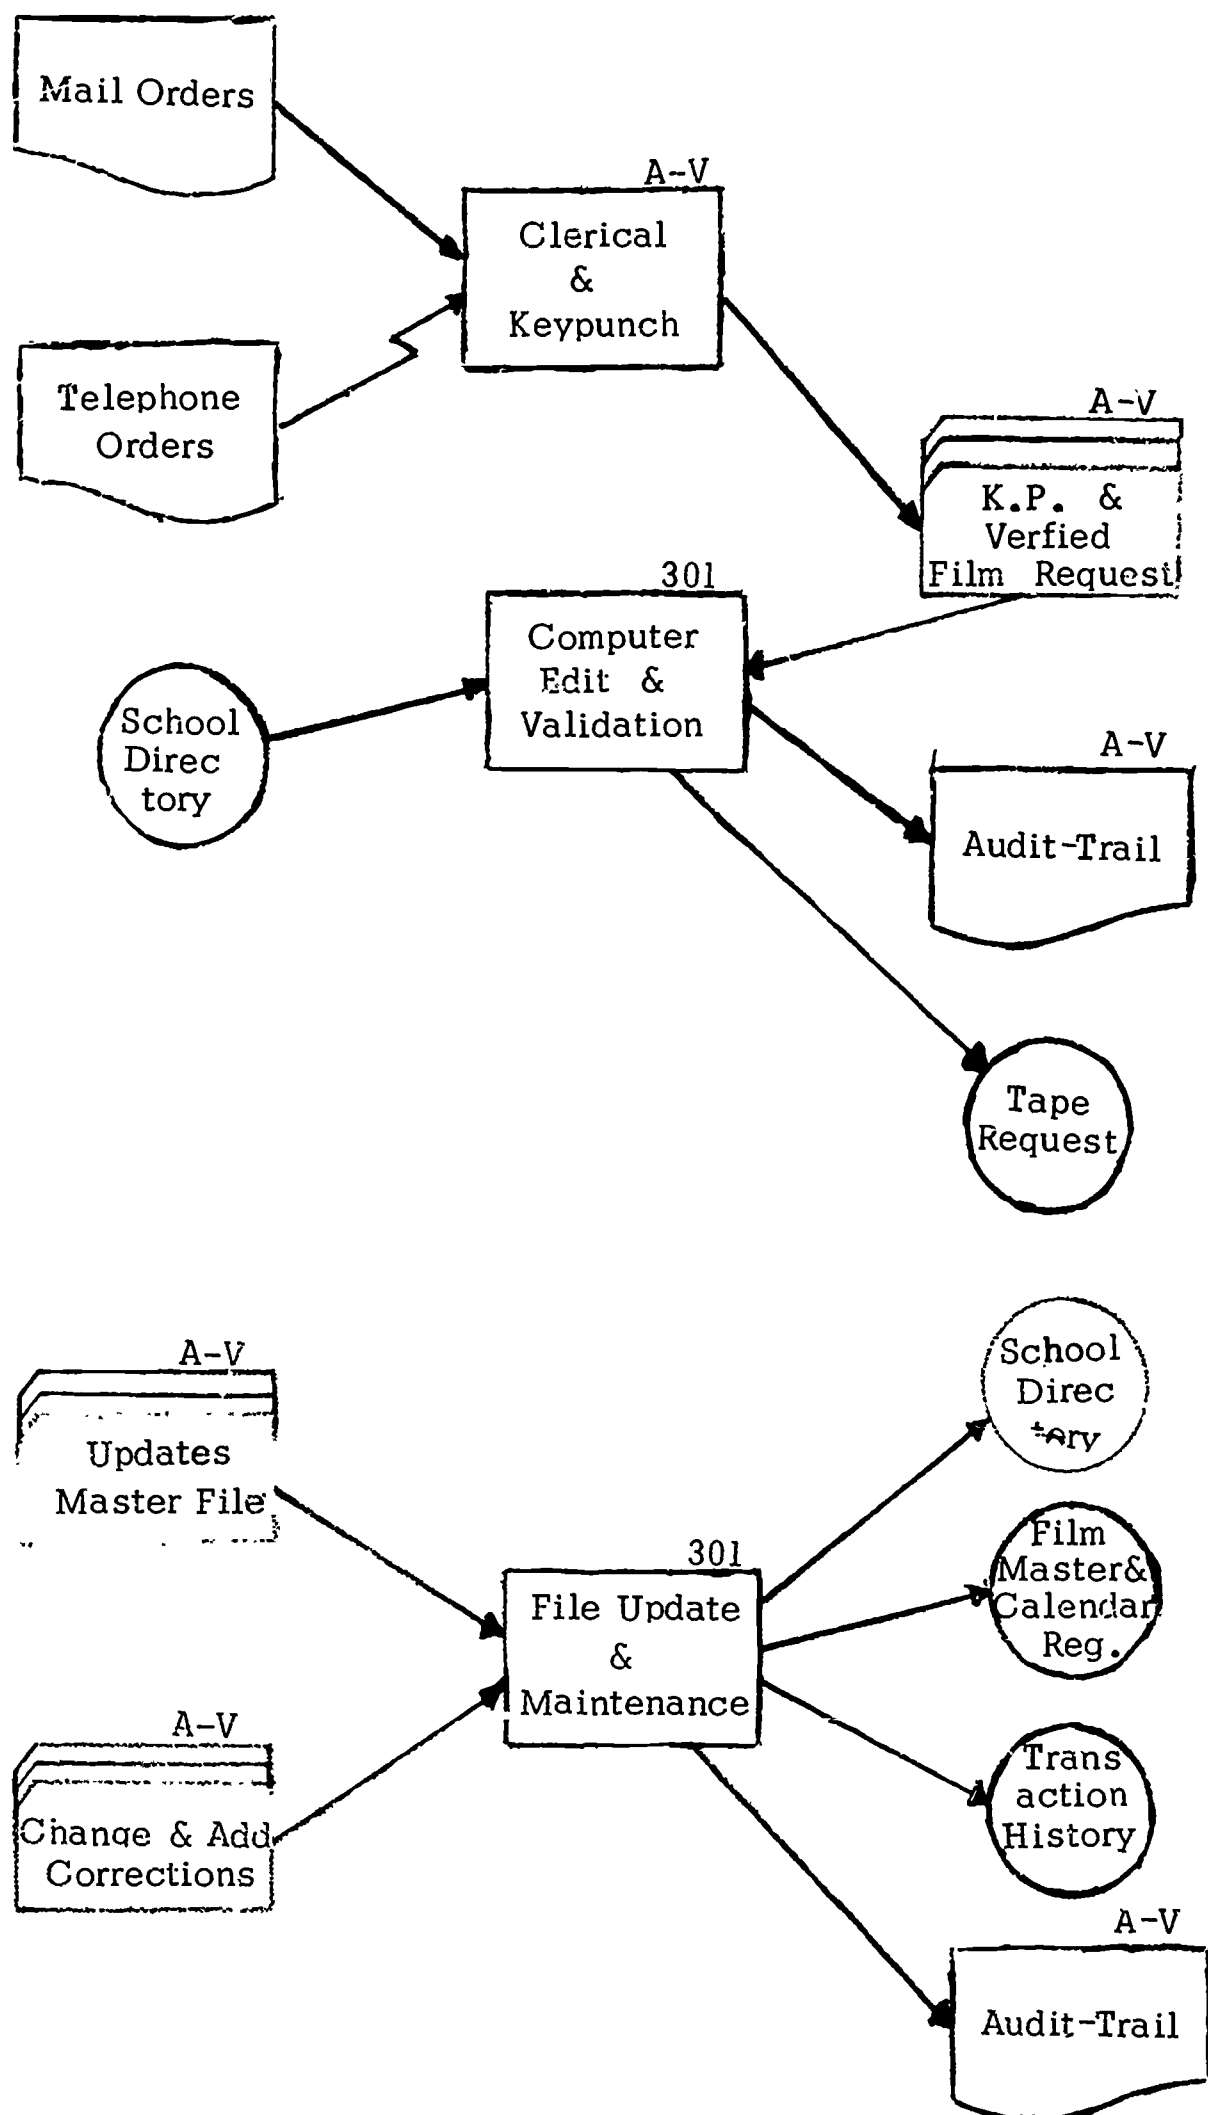 Mail Orders
A-V
Clerical
&
Keypunch
Telephone
Orders
A-V
K.P. &
Verfied
Film Request
301
Computer
Edit &
Validation
School
Direc
tory
A-V
Audit-Trail
Tape
Request
A-V
Updates
Master File
School
Direc
tory
301
File Update
&
Maintenance
Film
Master&
Calendar
Reg.
A-V
Change & Add
Corrections
Trans
action
History
A-V
Audit-Trail